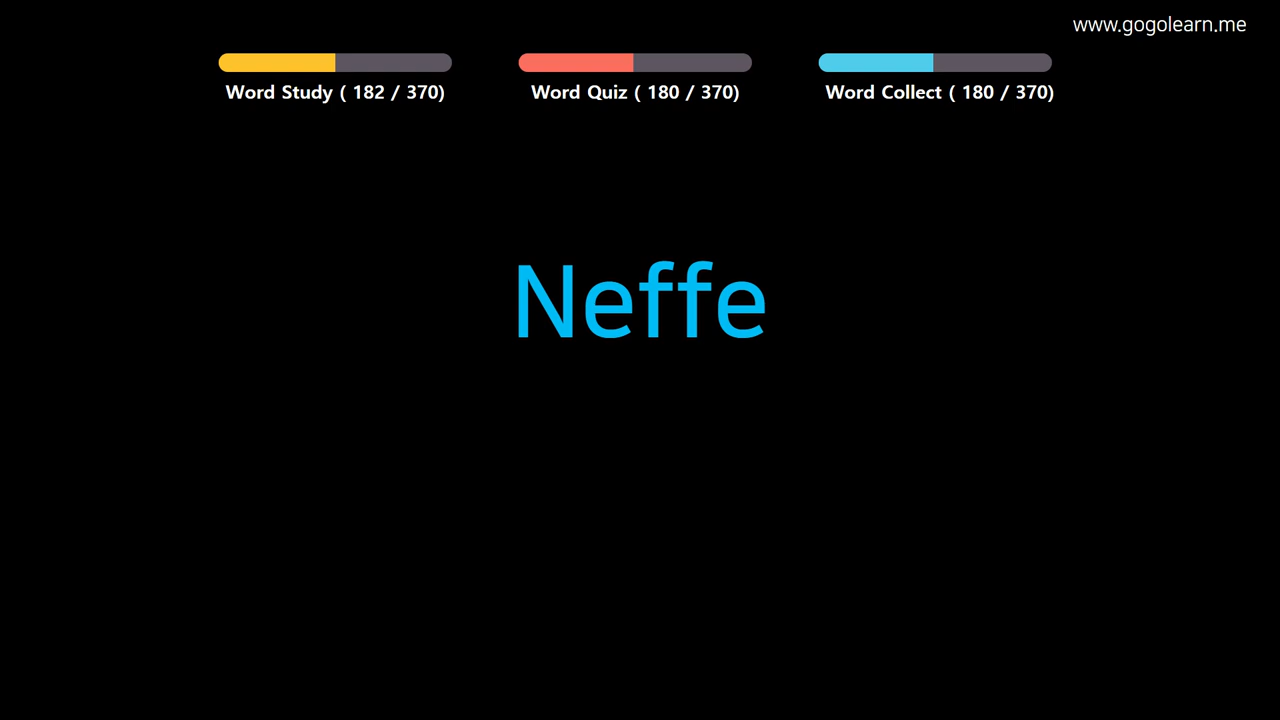 www.gogolearn.me
Word Study ( 182 / 370)
Word Quiz ( 180 / 370)
Word Collect ( 180 / 370)
Neffe